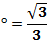 ° = √3/3